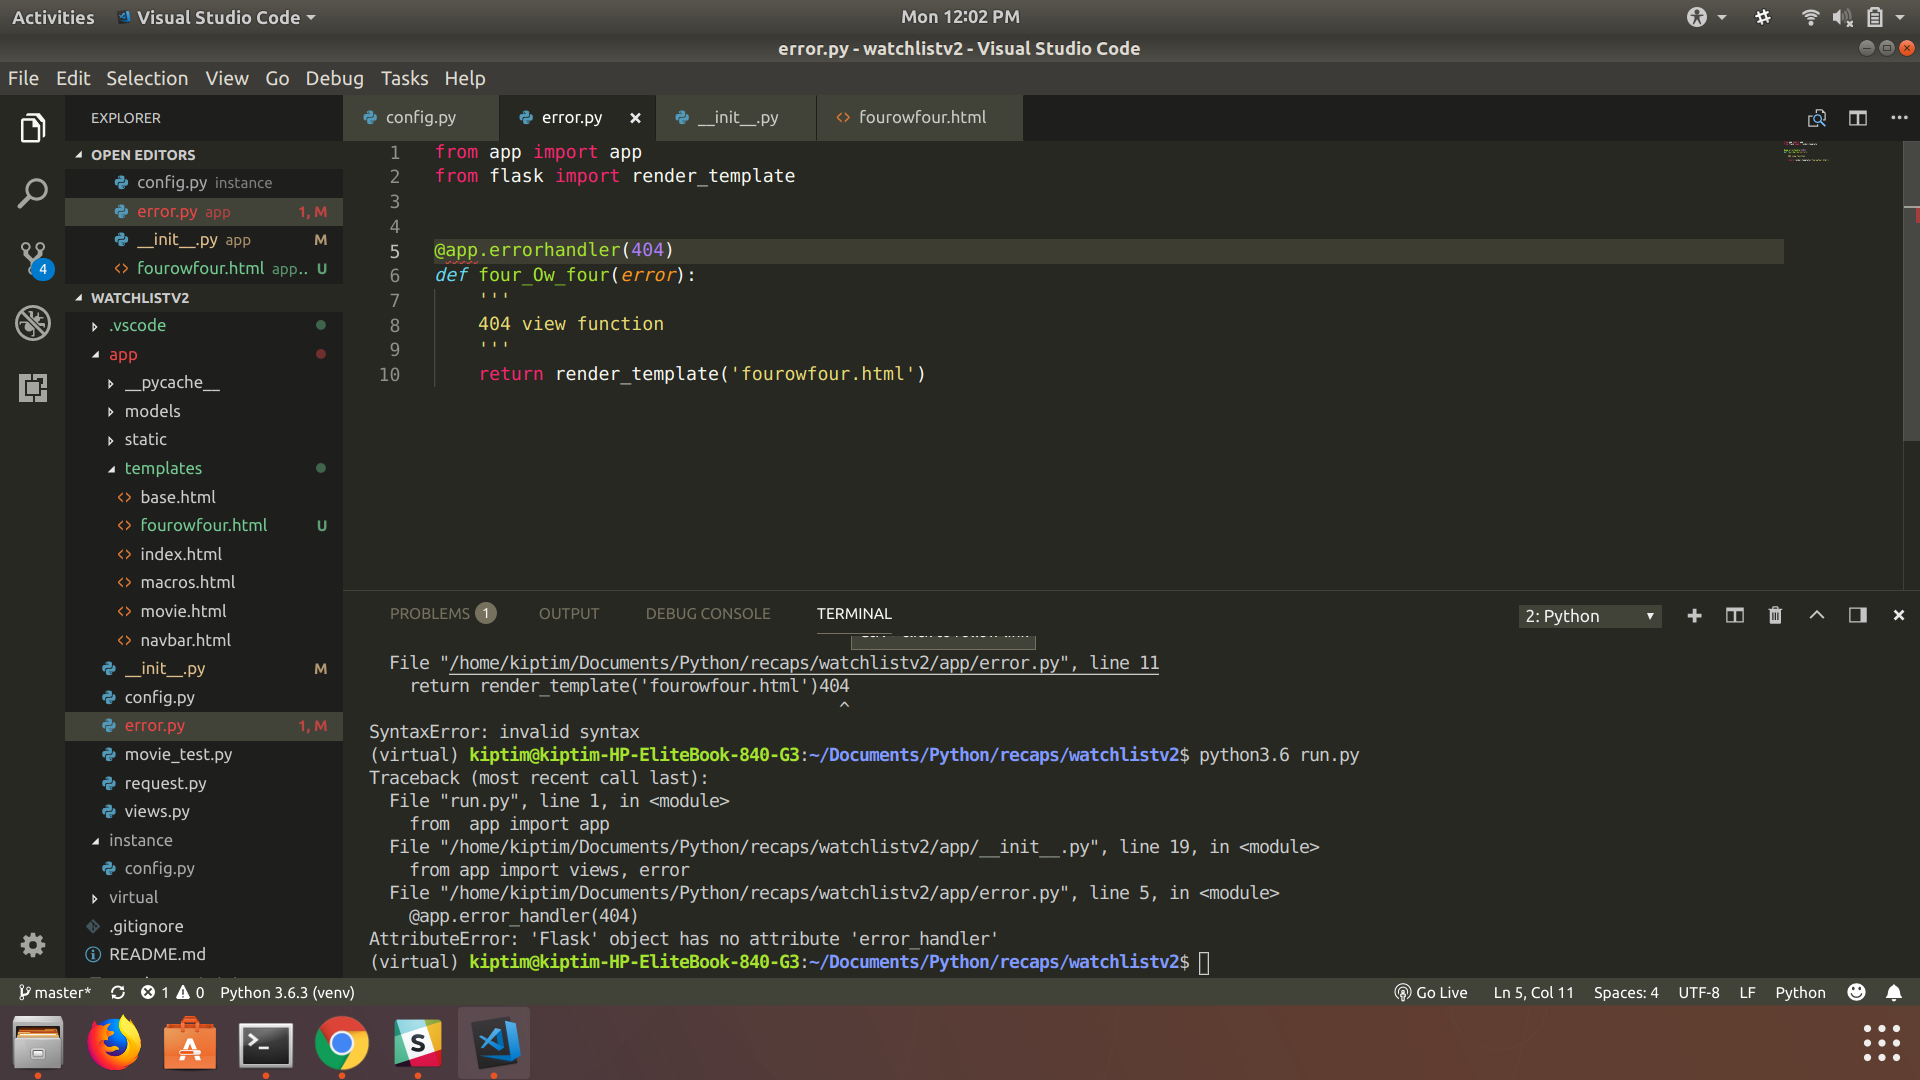 Activities
Visual Studio Code
Mon 12:02 PM
error.py - watchlistv2 - Visual Studio Code
File Edit Selection View Go Debug Tasks Help
EXPLORER
OPEN EDITORS
config.py instance
error.py app 1, M
__init__.py app M
fourowfour.html app... U
WATCHLISTV2
.vscode
app
__pycache__
models
static
templates
base.html
fourowfour.html U
index.html
macros.html
movie.html
navbar.html
__init__.py M
config.py
error.py 1, M
movie_test.py
request.py
views.py
instance
config.py
virtual
.gitignore
README.md
4
config.py
error.py
__init__.py
fourowfour.html
1 from app import app
2 from flask import render_template
3
4
5 @app.errorhandler(404)
6 def four_Ow_four(error):
7 '''
8 404 view function
9 '''
10 return render_template('fourowfour.html')
PROBLEMS 1 OUTPUT DEBUG CONSOLE TERMINAL
2: Python
File "/home/kiptim/Documents/Python/recaps/watchlistv2/app/error.py", line 11
return render_template('fourowfour.html')404
^
SyntaxError: invalid syntax
(virtual) kiptim@kiptim-HP-EliteBook-840-G3:~/Documents/Python/recaps/watchlistv2$ python3.6 run.py
Traceback (most recent call last):
File "run.py", line 1, in <module>
from  app import app
File "/home/kiptim/Documents/Python/recaps/watchlistv2/app/__init__.py", line 19, in <module>
from app import views, error
File "/home/kiptim/Documents/Python/recaps/watchlistv2/app/error.py", line 5, in <module>
@app.error_handler(404)
AttributeError: 'Flask' object has no attribute 'error_handler'
(virtual) kiptim@kiptim-HP-EliteBook-840-G3:~/Documents/Python/recaps/watchlistv2$
master* 1 0 Python 3.6.3 (venv)
Go Live Ln 5, Col 11 Spaces: 4 UTF-8 LF Python